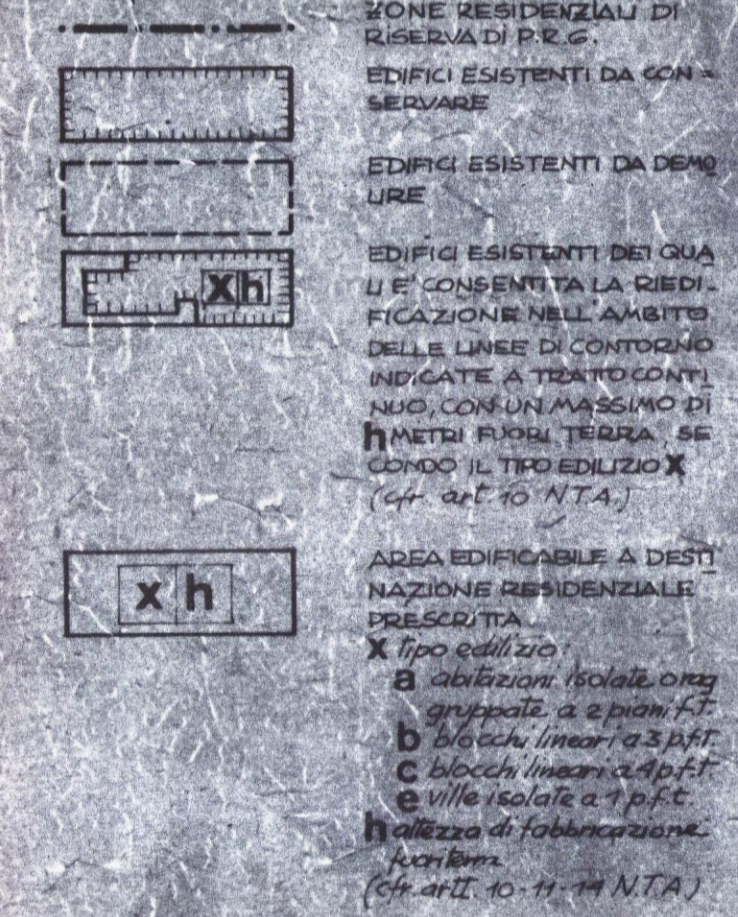 ZONE RESIDENZIALI DI
RISERVA DI P.R.G.
EDIFICI ESISTENTI DA CON=
SERVARE
EDIFICI ESISTENTI DA DEMO
LIRE
X h
EDIFICI ESISTENTI DEI QUA
LI E' CONSENTITA LA RIEDI-
FICAZIONE NELL'AMBITO
DELLE LINEE DI CONTORNO
INDICATE A TRATTO CONTI
NUO, CON UN MASSIMO DI
h METRI FUORI TERRA SE
CONDO IL TIPO EDILIZIO X
(cfr. art 10 N.T.A.)
x h
AREA EDIFICABILE A DESTI
NAZIONE RESIDENZIALE
PRESCRITTA
X tipo edilizio:
a abitazioni isolate o rag
gruppate a 2 piani f.t.
b blocchi lineari a 3 p.f.t.
c blocchi lineari a 4 p.f.t.
e ville isolate a 1 p.f.t.
h altezza di fabbricazione
fuoriterra
(cfr. artt. 10-11-14 N.T.A.)